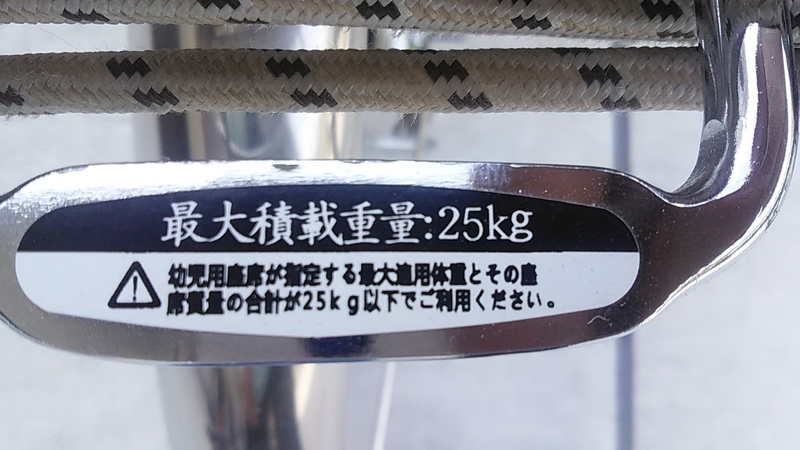 最大積載重量:25kg
幼児用座席が指定する最大適用体重とその座
席質量の合計が25kg以下でご利用ください。